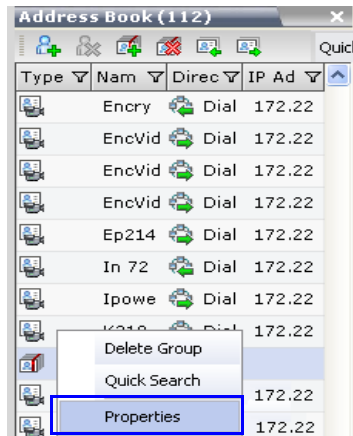 Address Book (112)
Quicl
Type Nam Direc IP Ad
Encry Dial 172.22
EncVid Dial 172.22
EncVid Dial 172.22
EncVid Dial 172.22
Ep214 Dial 172.22
In 72 Dial 172.22
Ipowe Dial 172.22
Dial 172.22
Delete Group
Quick Search
172.22
Properties
172.22